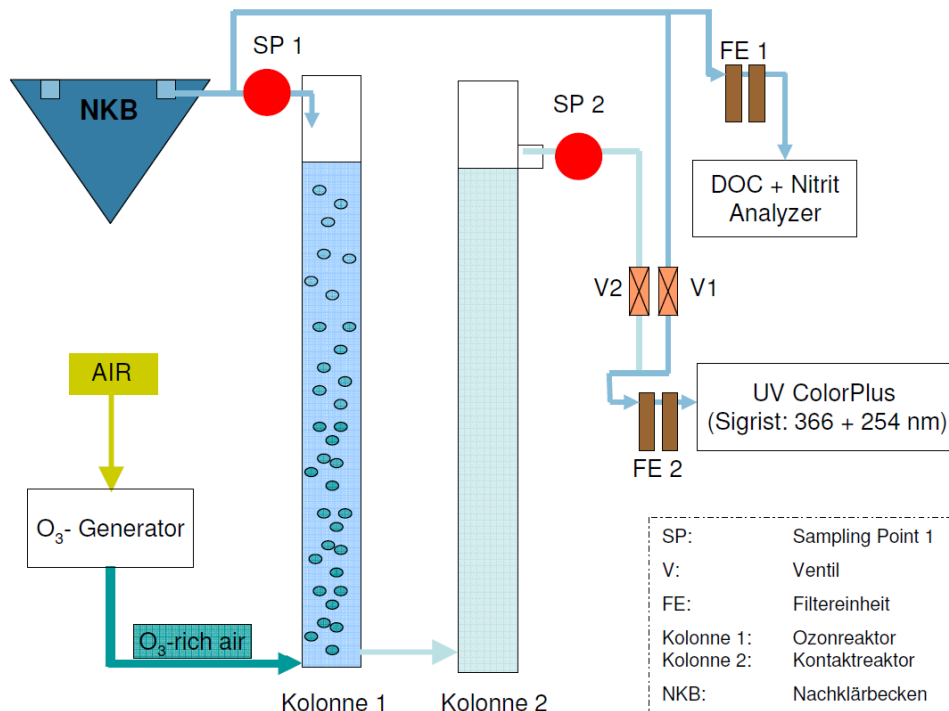 SP 1
NKB
FE 1
SP 2
DOC + Nitrit
Analyzer
V2
V1
AIR
UV ColorPlus
(Sigrist: 366 + 254 nm)
FE 2
O₃- Generator
O₃-rich air
Kolonne 1
Kolonne 2
SP: Sampling Point 1
V: Ventil
FE: Filtereinheit
Kolonne 1: Ozonreaktor
Kolonne 2: Kontaktreaktor
NKB: Nachklärbecken